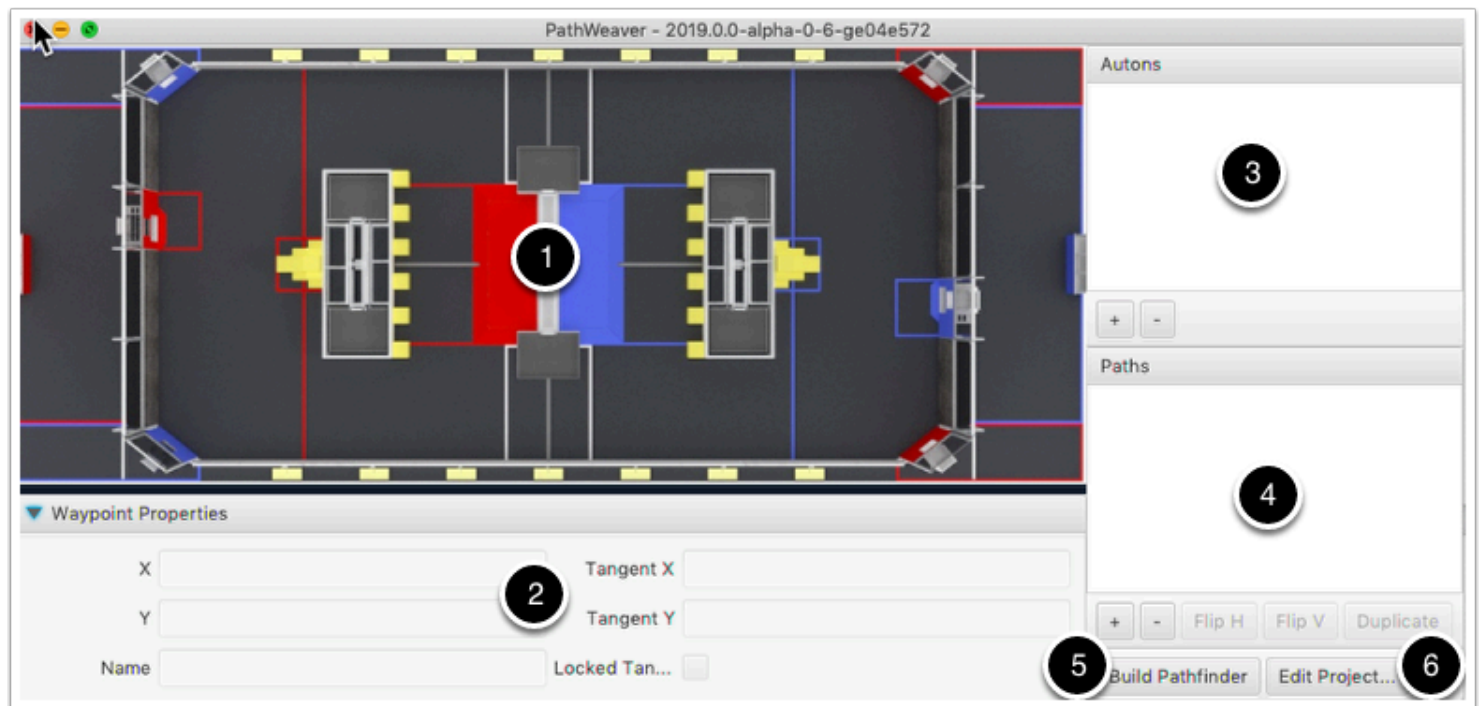 PathWeaver - 2019.0.0-alpha-0-6-ge04e572
Autons
3
1
+ -
Paths
4
Waypoint Properties
X
Tangent X
2
Y
Tangent Y
+ - Flip H Flip V Duplicate
Name
Locked Tan...
5
Build Pathfinder
Edit Project...
6